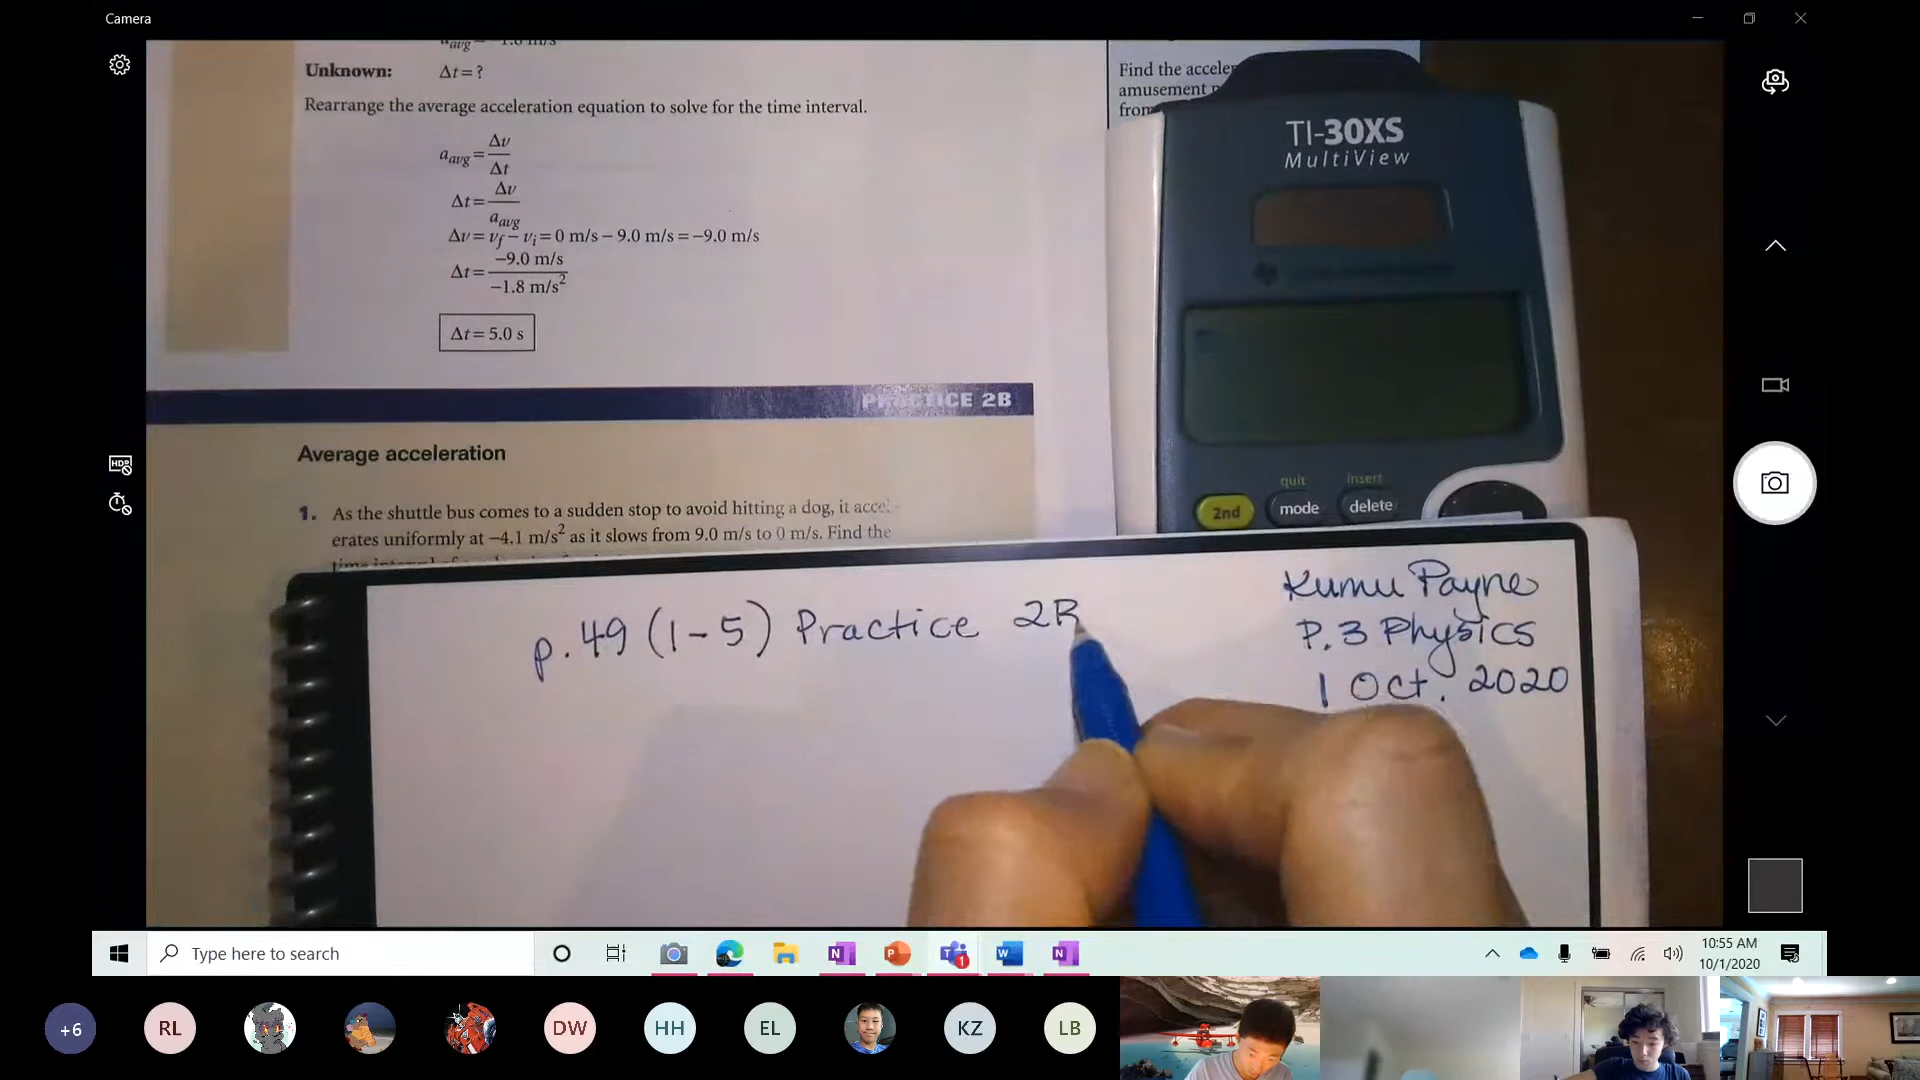 Camera
Unknown: Δt = ?
Rearrange the average acceleration equation to solve for the time interval.
a_avg = Δv/Δt
Δt = Δv/a_avg
Δv = v_f − v_i = 0 m/s − 9.0 m/s = −9.0 m/s
Δt = −9.0 m/s / −1.8 m/s²
Δt = 5.0 s
PRACTICE 2B
Average acceleration
1. As the shuttle bus comes to a sudden stop to avoid hitting a dog, it
erates uniformly at −4.1 m/s² as it slows from 9.0 m/s to 0 m/s. Find the
Find the
amusement
from
TI-30XS
MultiView
quit insert
2nd mode delete
p. 49 (1-5) Practice 2B
Kumu Payne
P. 3 Physics
1 Oct. 2020
HDR
Type here to search
1
10:55 AM
10/1/2020
+6 RL DW HH EL KZ LB